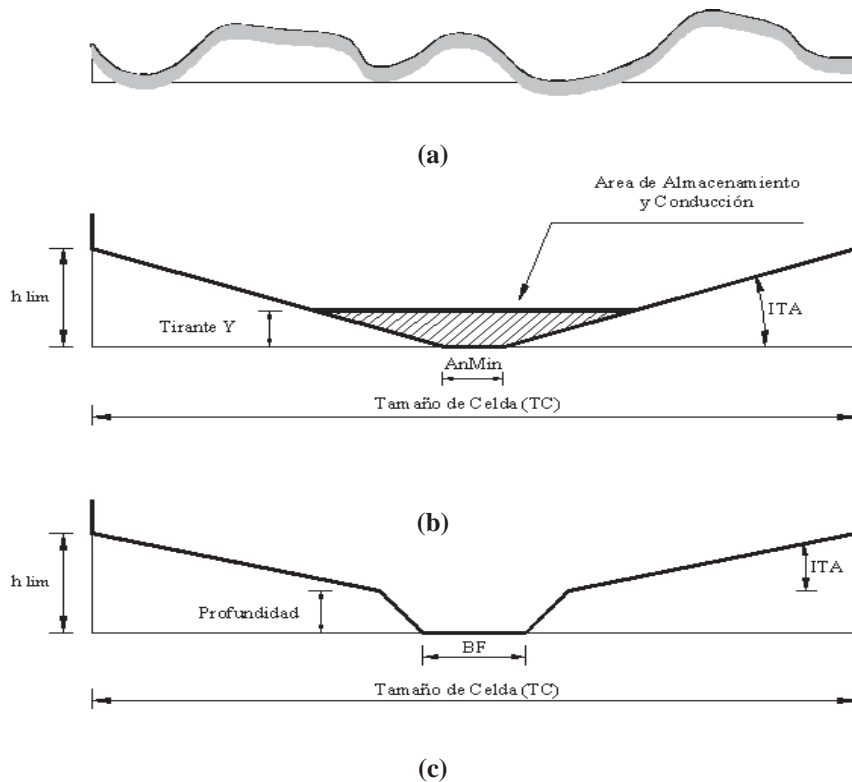 (a)
Area de Almacenamiento
y Conducción
h lim
Tirante Y
ITA
AnMin
Tamaño de Celda (TC)
(b)
h lim
Profundidad
ITA
BF
Tamaño de Celda (TC)
(c)